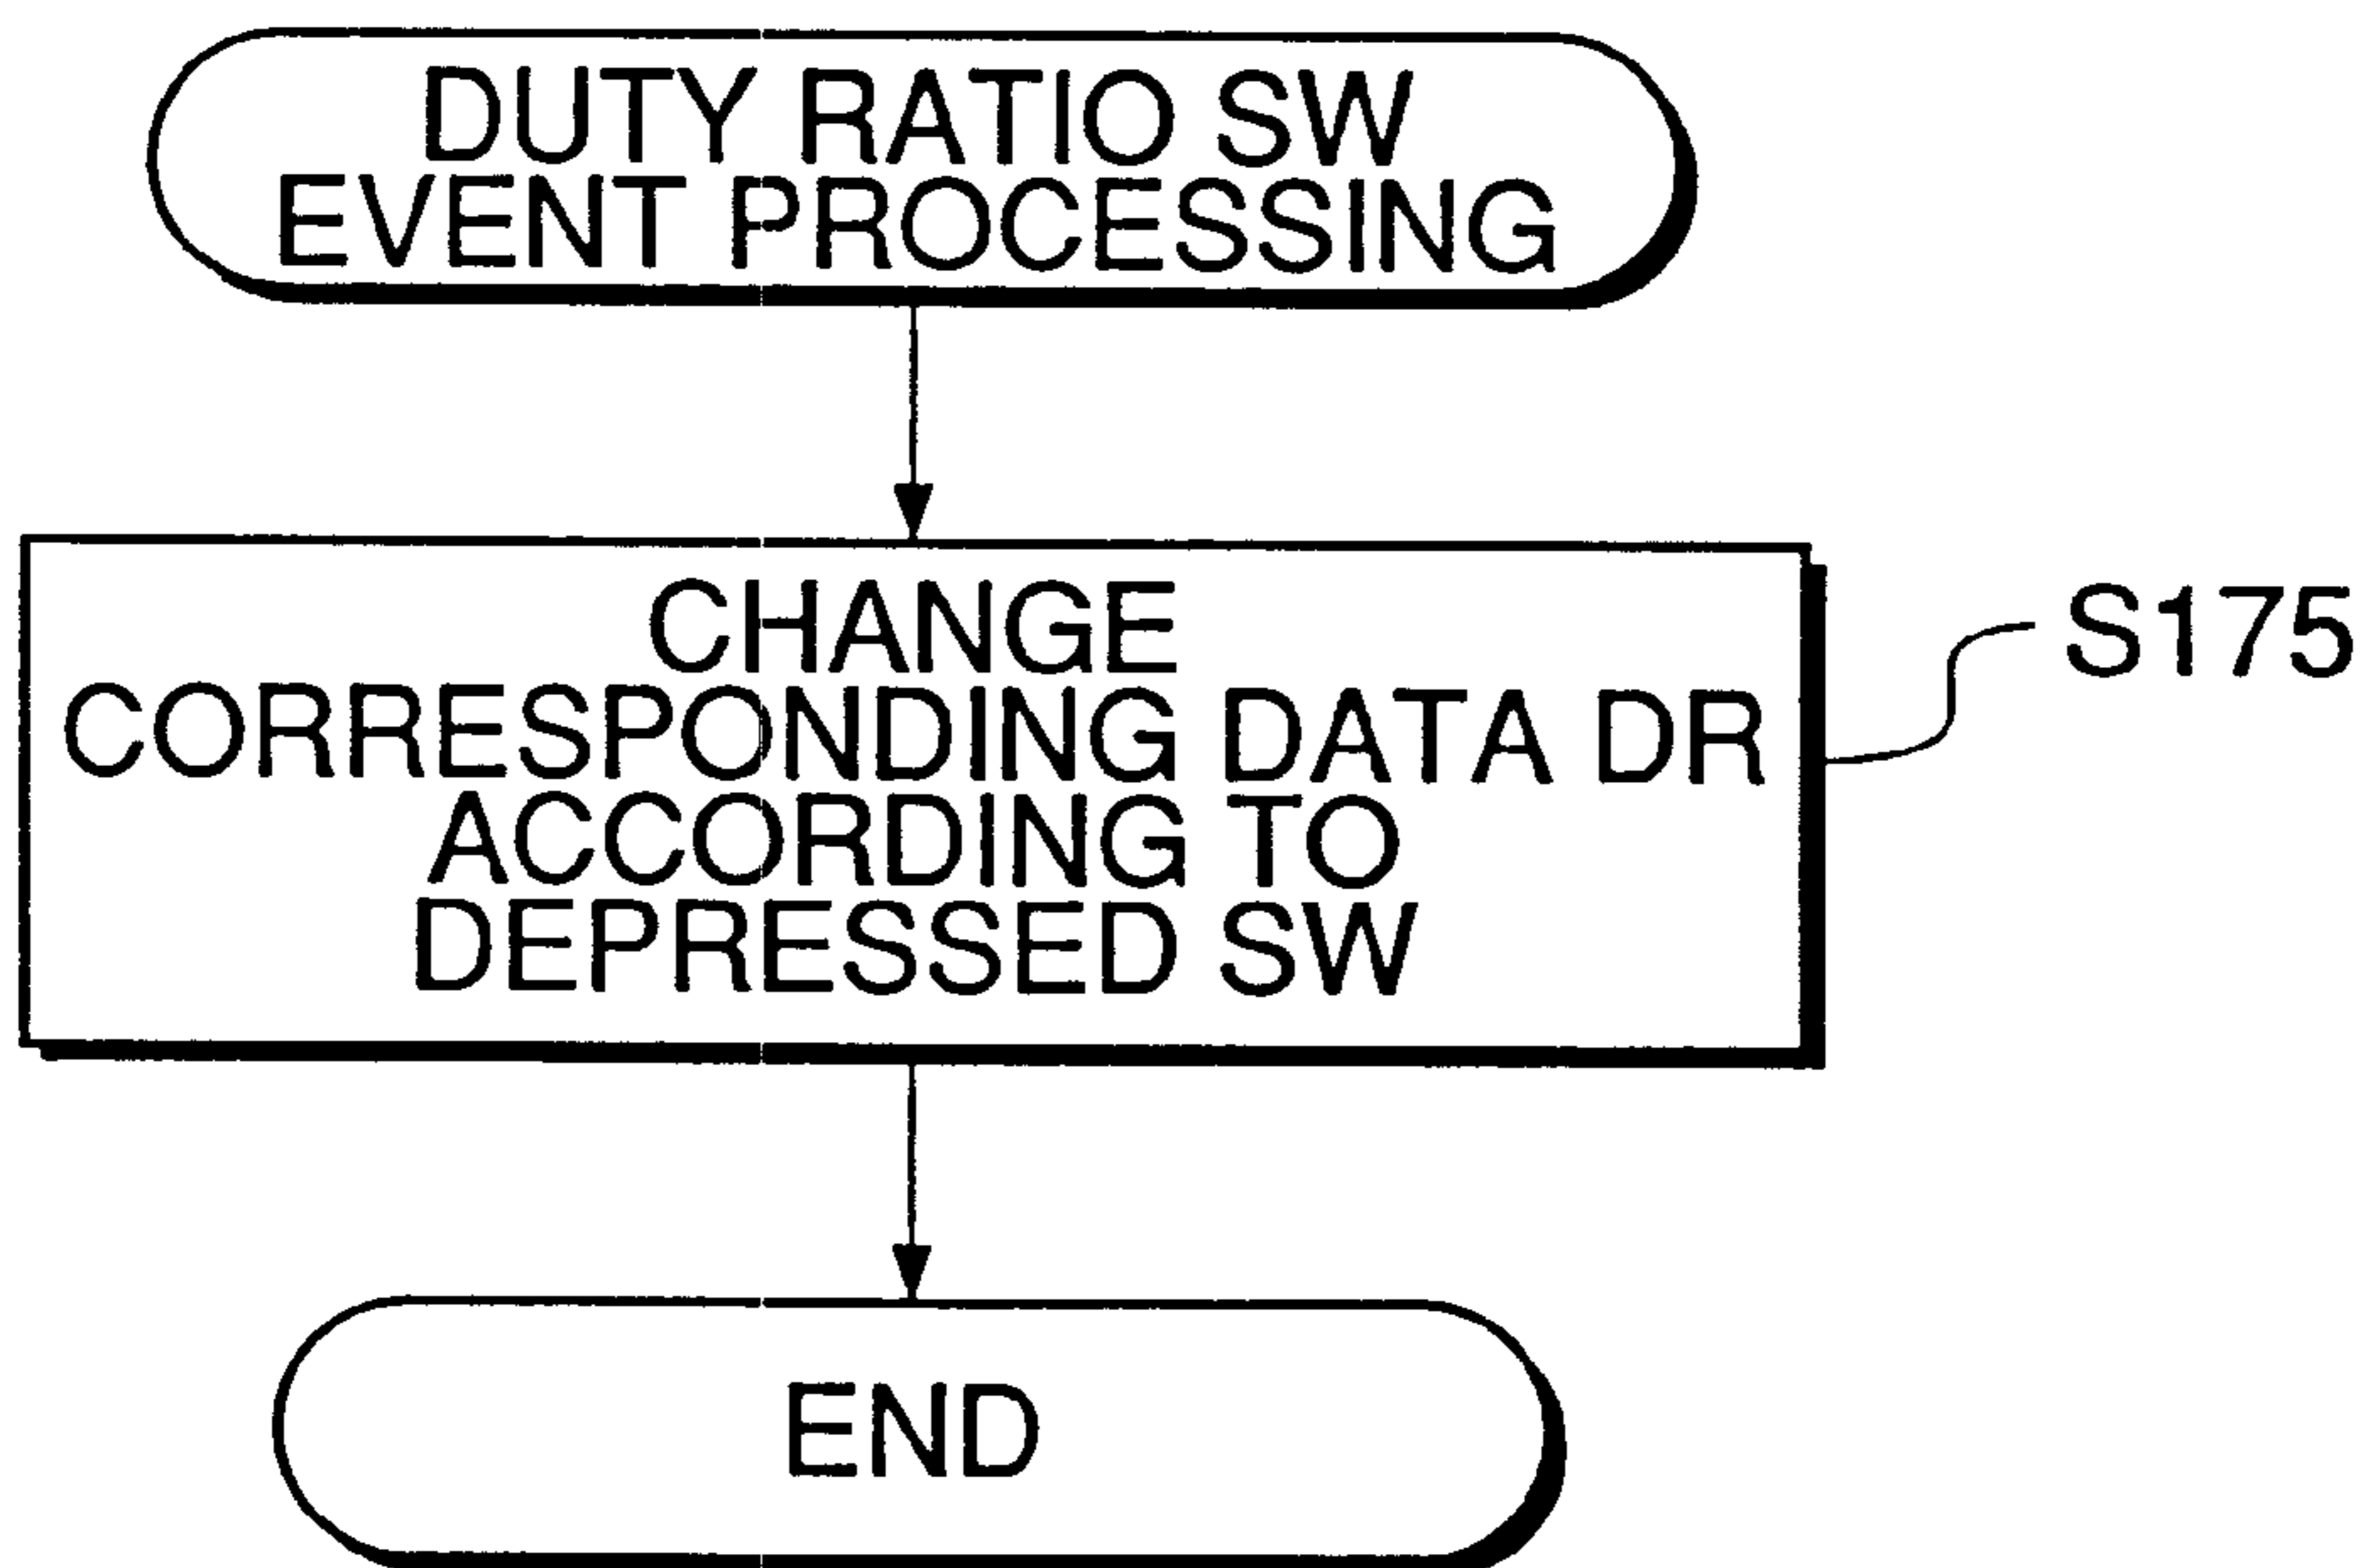 DUTY RATIO SW
EVENT PROCESSING
CHANGE
CORRESPONDING DATA DR
ACCORDING TO
DEPRESSED SW
S175
END